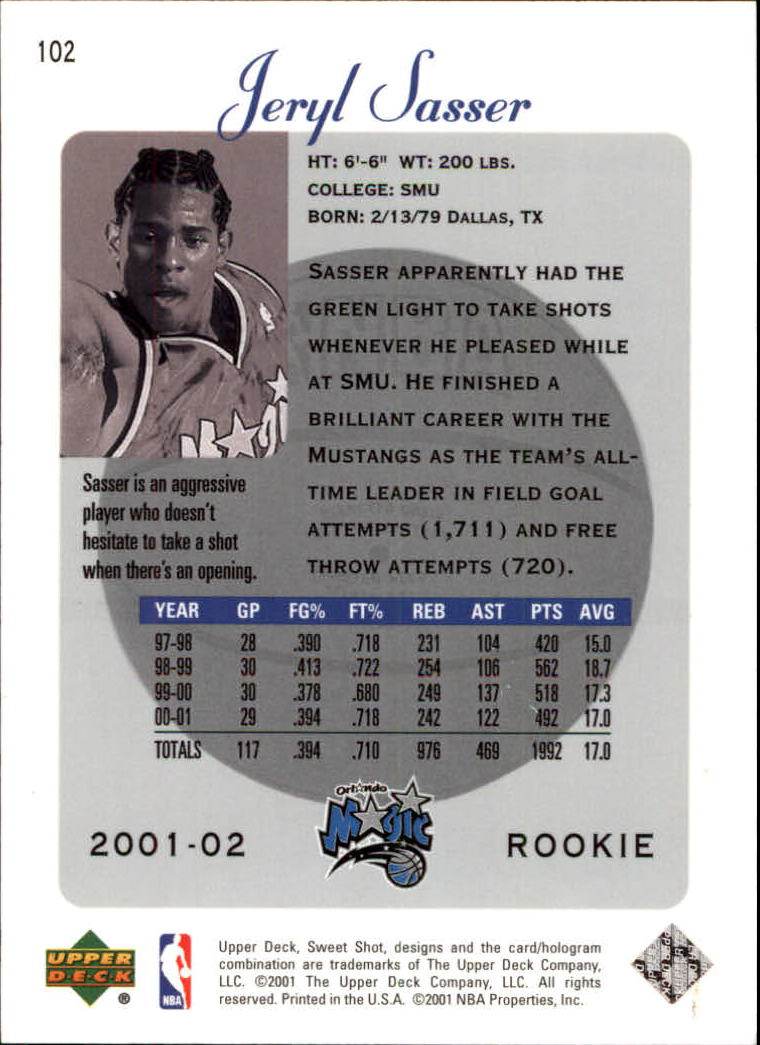 102
Jeryl Sasser
HT: 6'-6" WT: 200 LBS.
COLLEGE: SMU
BORN: 2/13/79 DALLAS, TX
SASSER APPARENTLY HAD THE
GREEN LIGHT TO TAKE SHOTS
WHENEVER HE PLEASED WHILE
AT SMU. HE FINISHED A
BRILLIANT CAREER WITH THE
MUSTANGS AS THE TEAM'S ALL-
TIME LEADER IN FIELD GOAL
ATTEMPTS (1,711) AND FREE
THROW ATTEMPTS (720).
Sasser is an aggressive
player who doesn't
hesitate to take a shot
when there's an opening.
YEAR GP FG% FT% REB AST PTS AVG
97-98 28 .390 .718 231 104 420 15.0
98-99 30 .413 .722 254 106 562 18.7
99-00 30 .378 .680 249 137 518 17.3
00-01 29 .394 .718 242 122 492 17.0
TOTALS 117 .394 .710 976 469 1992 17.0
Orlando
Magic
2001-02 ROOKIE
UPPER
DECK
®
NBA
Upper Deck, Sweet Shot, designs and the card/hologram
combination are trademarks of The Upper Deck Company,
LLC. ©2001 The Upper Deck Company, LLC. All rights
reserved. Printed in the U.S.A. ©2001 NBA Properties, Inc.